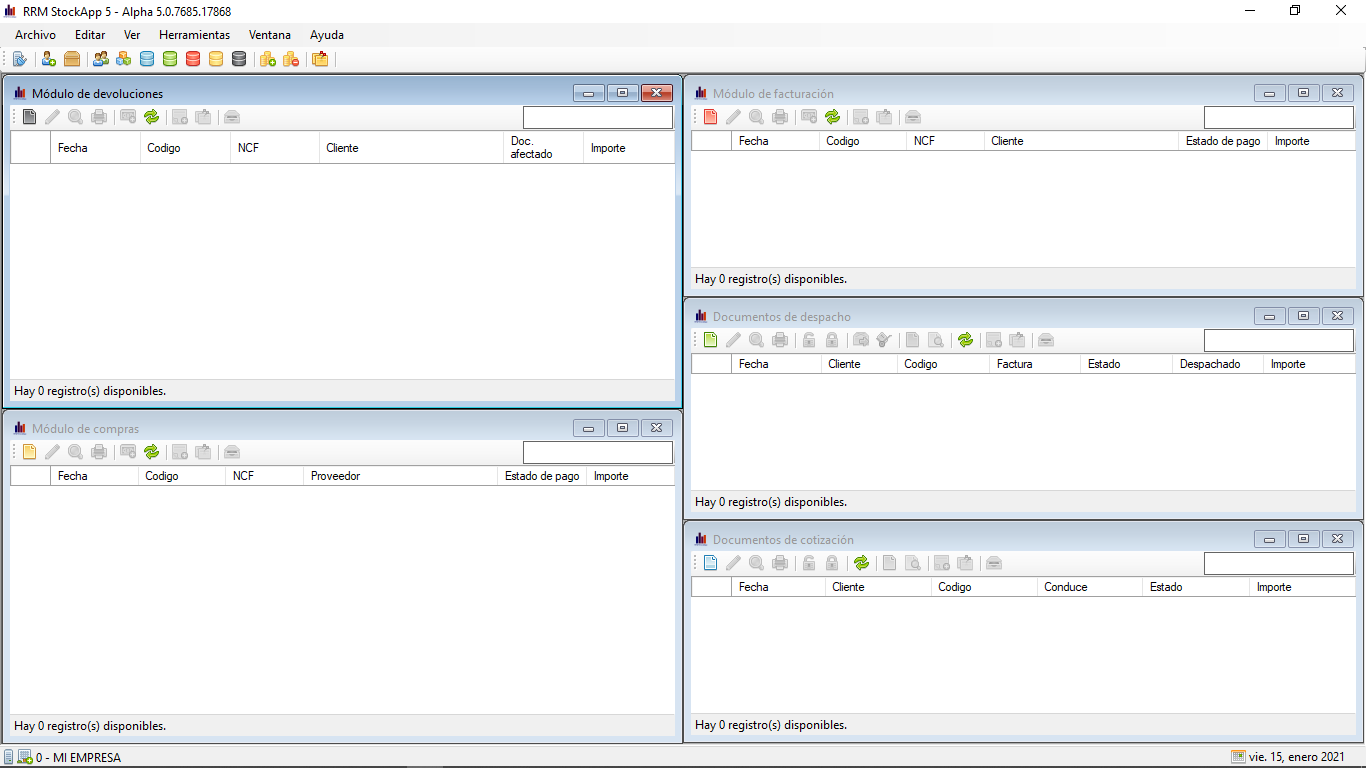 RRM StockApp 5 - Alpha 5.0.7685.17868
Archivo Editar Ver Herramientas Ventana Ayuda
Módulo de devoluciones
Fecha Codigo NCF Cliente Doc. afectado Importe
Hay 0 registro(s) disponibles.
Módulo de compras
Fecha Codigo NCF Proveedor Estado de pago Importe
Hay 0 registro(s) disponibles.
Módulo de facturación
Fecha Codigo NCF Cliente Estado de pago Importe
Hay 0 registro(s) disponibles.
Documentos de despacho
Fecha Cliente Codigo Factura Estado Despachado Importe
Hay 0 registro(s) disponibles.
Documentos de cotización
Fecha Cliente Codigo Conduce Estado Importe
Hay 0 registro(s) disponibles.
0 - MI EMPRESA
vie. 15, enero 2021